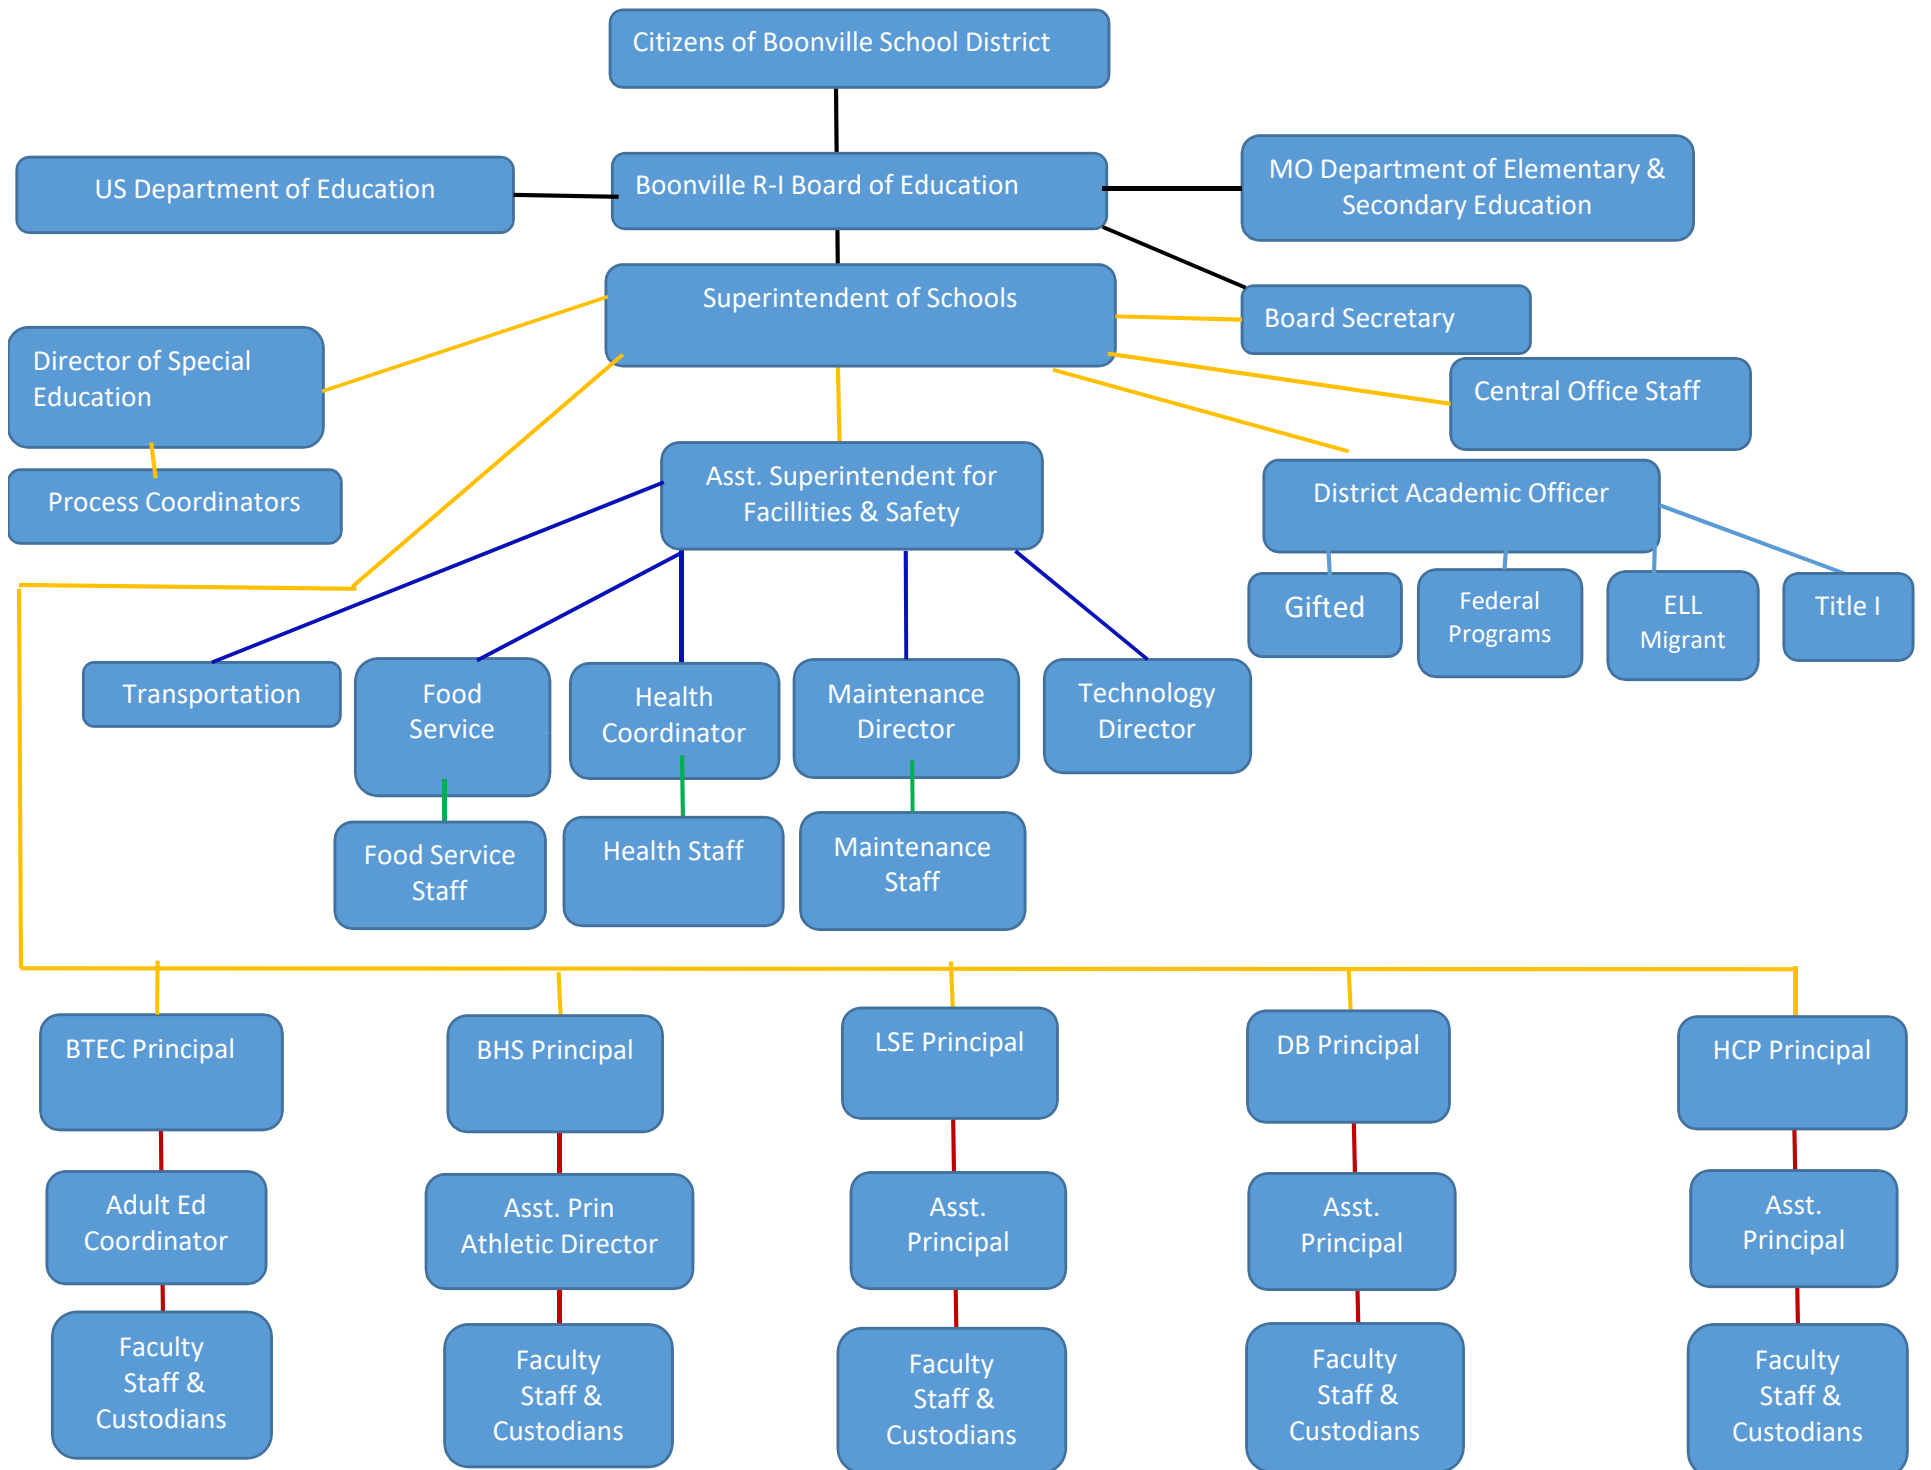 Citizens of Boonville School District
US Department of Education
Boonville R-I Board of Education
MO Department of Elementary &
Secondary Education
Superintendent of Schools
Board Secretary
Director of Special
Education
Central Office Staff
Process Coordinators
Asst. Superintendent for
Facillities & Safety
District Academic Officer
Gifted
Federal
Programs
ELL
Migrant
Title I
Transportation
Food
Service
Health
Coordinator
Maintenance
Director
Technology
Director
Food Service
Staff
Health Staff
Maintenance
Staff
BTEC Principal
BHS Principal
LSE Principal
DB Principal
HCP Principal
Adult Ed
Coordinator
Asst. Prin
Athletic Director
Asst.
Principal
Asst.
Principal
Asst.
Principal
Faculty
Staff &
Custodians
Faculty
Staff &
Custodians
Faculty
Staff &
Custodians
Faculty
Staff &
Custodians
Faculty
Staff &
Custodians